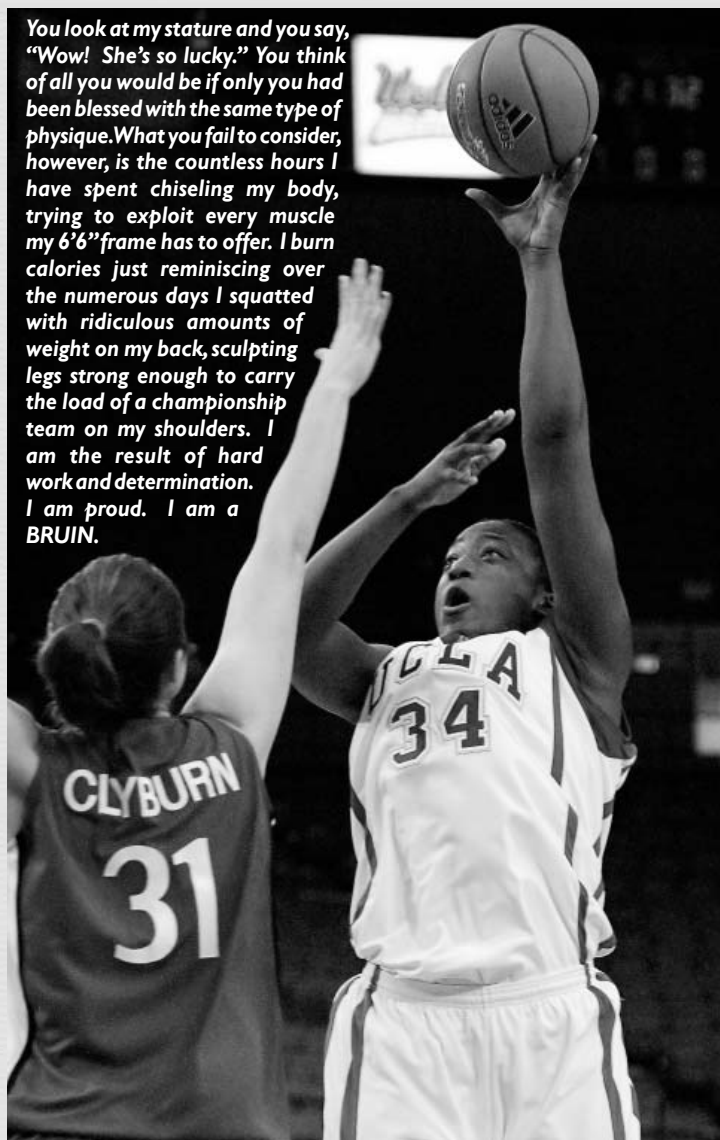 You look at my stature and you say,
“Wow! She’s so lucky.” You think
of all you would be if only you had
been blessed with the same type of
physique.What you fail to consider,
however, is the countless hours I
have spent chiseling my body,
trying to exploit every muscle
my 6’6” frame has to offer. I burn
calories just reminiscing over
the numerous days I squatted
with ridiculous amounts of
weight on my back, sculpting
legs strong enough to carry
the load of a championship
team on my shoulders. I
am the result of hard
work and determination.
I am proud. I am a
BRUIN.
adidas
UCLA
34
CLYBURN
31